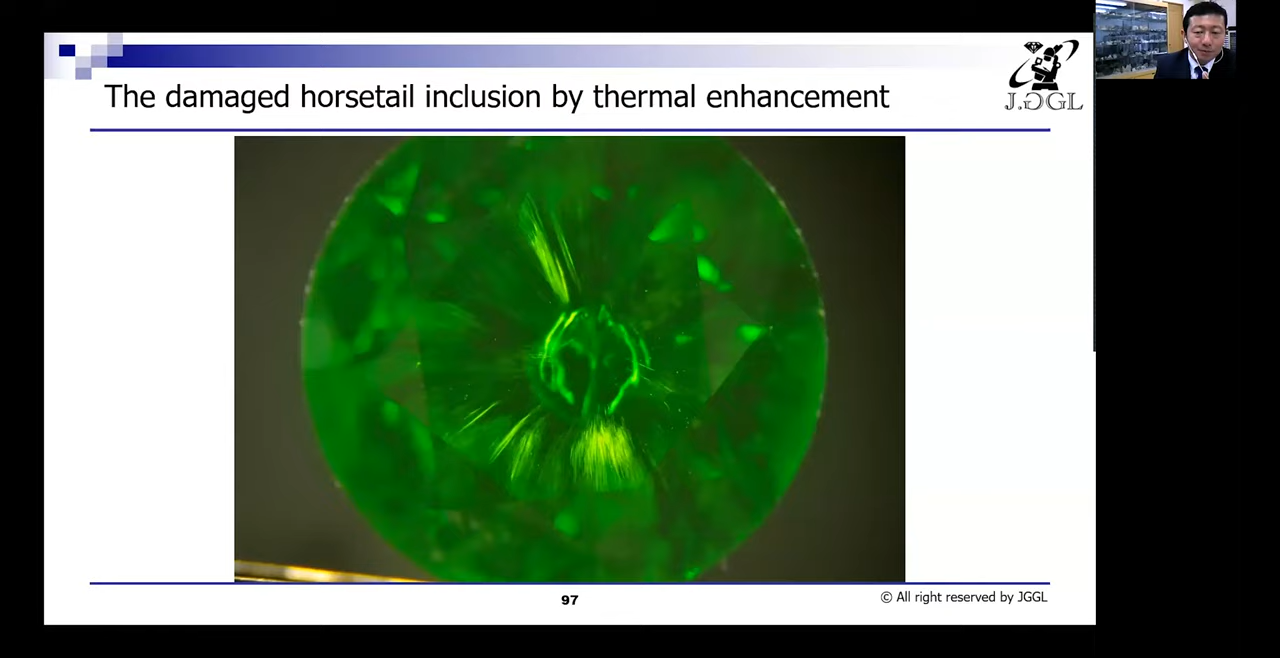 The damaged horsetail inclusion by thermal enhancement
J.GGL
97
© All right reserved by JGGL